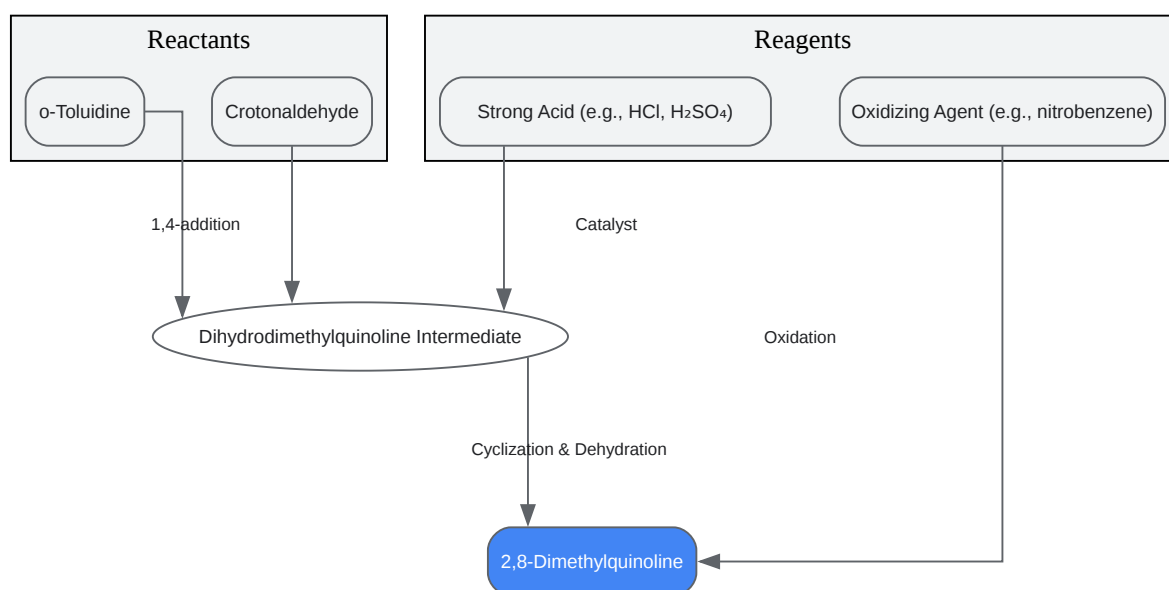 Reactants
Reagents
o-Toluidine
Crotonaldehyde
Strong Acid (e.g., HCl, H₂SO₄)
Oxidizing Agent (e.g., nitrobenzene)
1,4-addition
Catalyst
Dihydrodimethylquinoline Intermediate
Oxidation
Cyclization & Dehydration
2,8-Dimethylquinoline